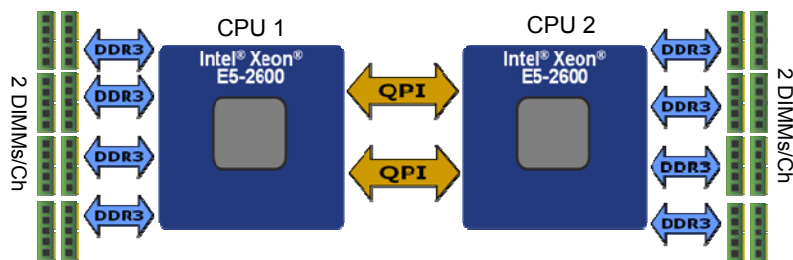 CPU 1
CPU 2
2 DIMMs/Ch
DDR3
DDR3
DDR3
DDR3
Intel® Xeon®
E5-2600
QPI
QPI
Intel® Xeon®
E5-2600
DDR3
DDR3
DDR3
DDR3
2 DIMMs/Ch